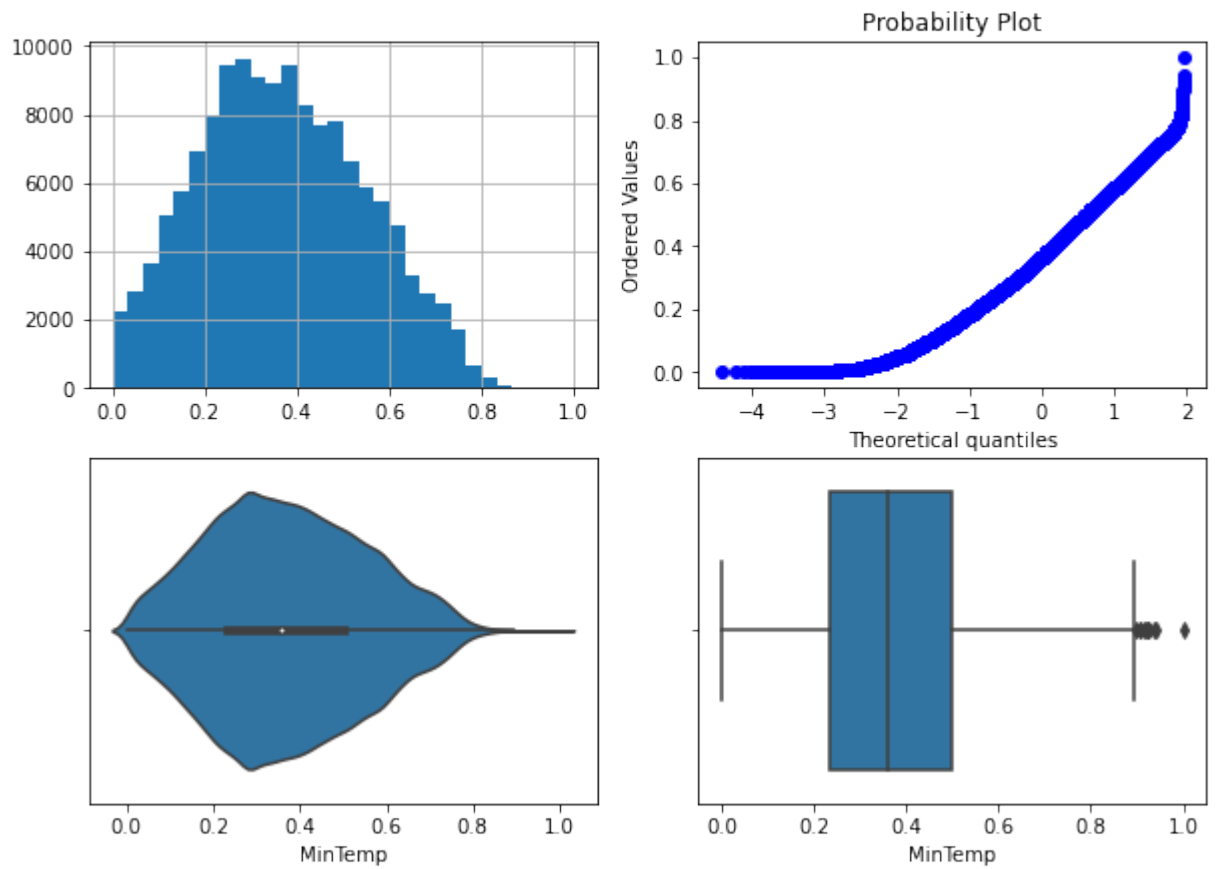 10000
8000
6000
4000
2000
0
0.0 0.2 0.4 0.6 0.8 1.0
Probability Plot
Ordered Values
1.0
0.8
0.6
0.4
0.2
0.0
−4 −3 −2 −1 0 1 2
Theoretical quantiles
0.0 0.2 0.4 0.6 0.8 1.0
MinTemp
0.0 0.2 0.4 0.6 0.8 1.0
MinTemp